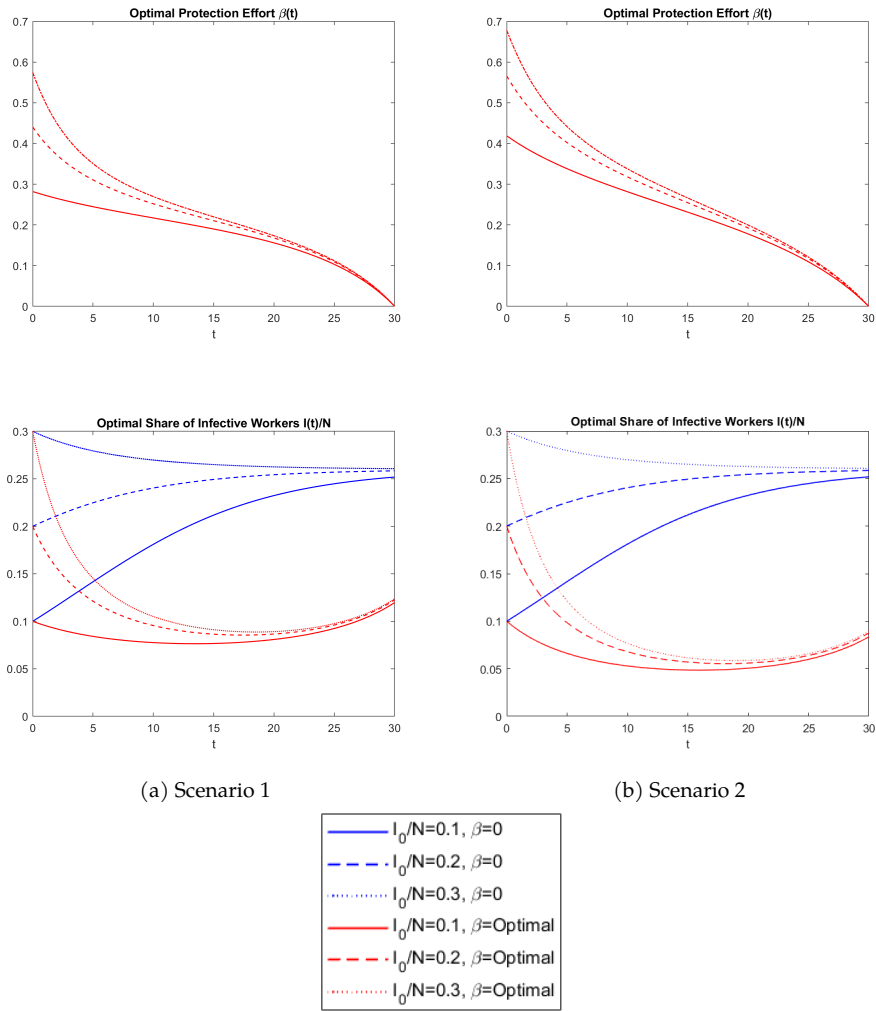 Optimal Protection Effort β(t)
0.7
0.6
0.5
0.4
0.3
0.2
0.1
0
0 5 10 15 20 25 30
t
Optimal Protection Effort β(t)
0.7
0.6
0.5
0.4
0.3
0.2
0.1
0
0 5 10 15 20 25 30
t
Optimal Share of Infective Workers I(t)/N
0.3
0.25
0.2
0.15
0.1
0.05
0
0 5 10 15 20 25 30
t
(a) Scenario 1
Optimal Share of Infective Workers I(t)/N
0.3
0.25
0.2
0.15
0.1
0.05
0
0 5 10 15 20 25 30
t
(b) Scenario 2
I₀/N=0.1, β=0
I₀/N=0.2, β=0
I₀/N=0.3, β=0
I₀/N=0.1, β=Optimal
I₀/N=0.2, β=Optimal
I₀/N=0.3, β=Optimal